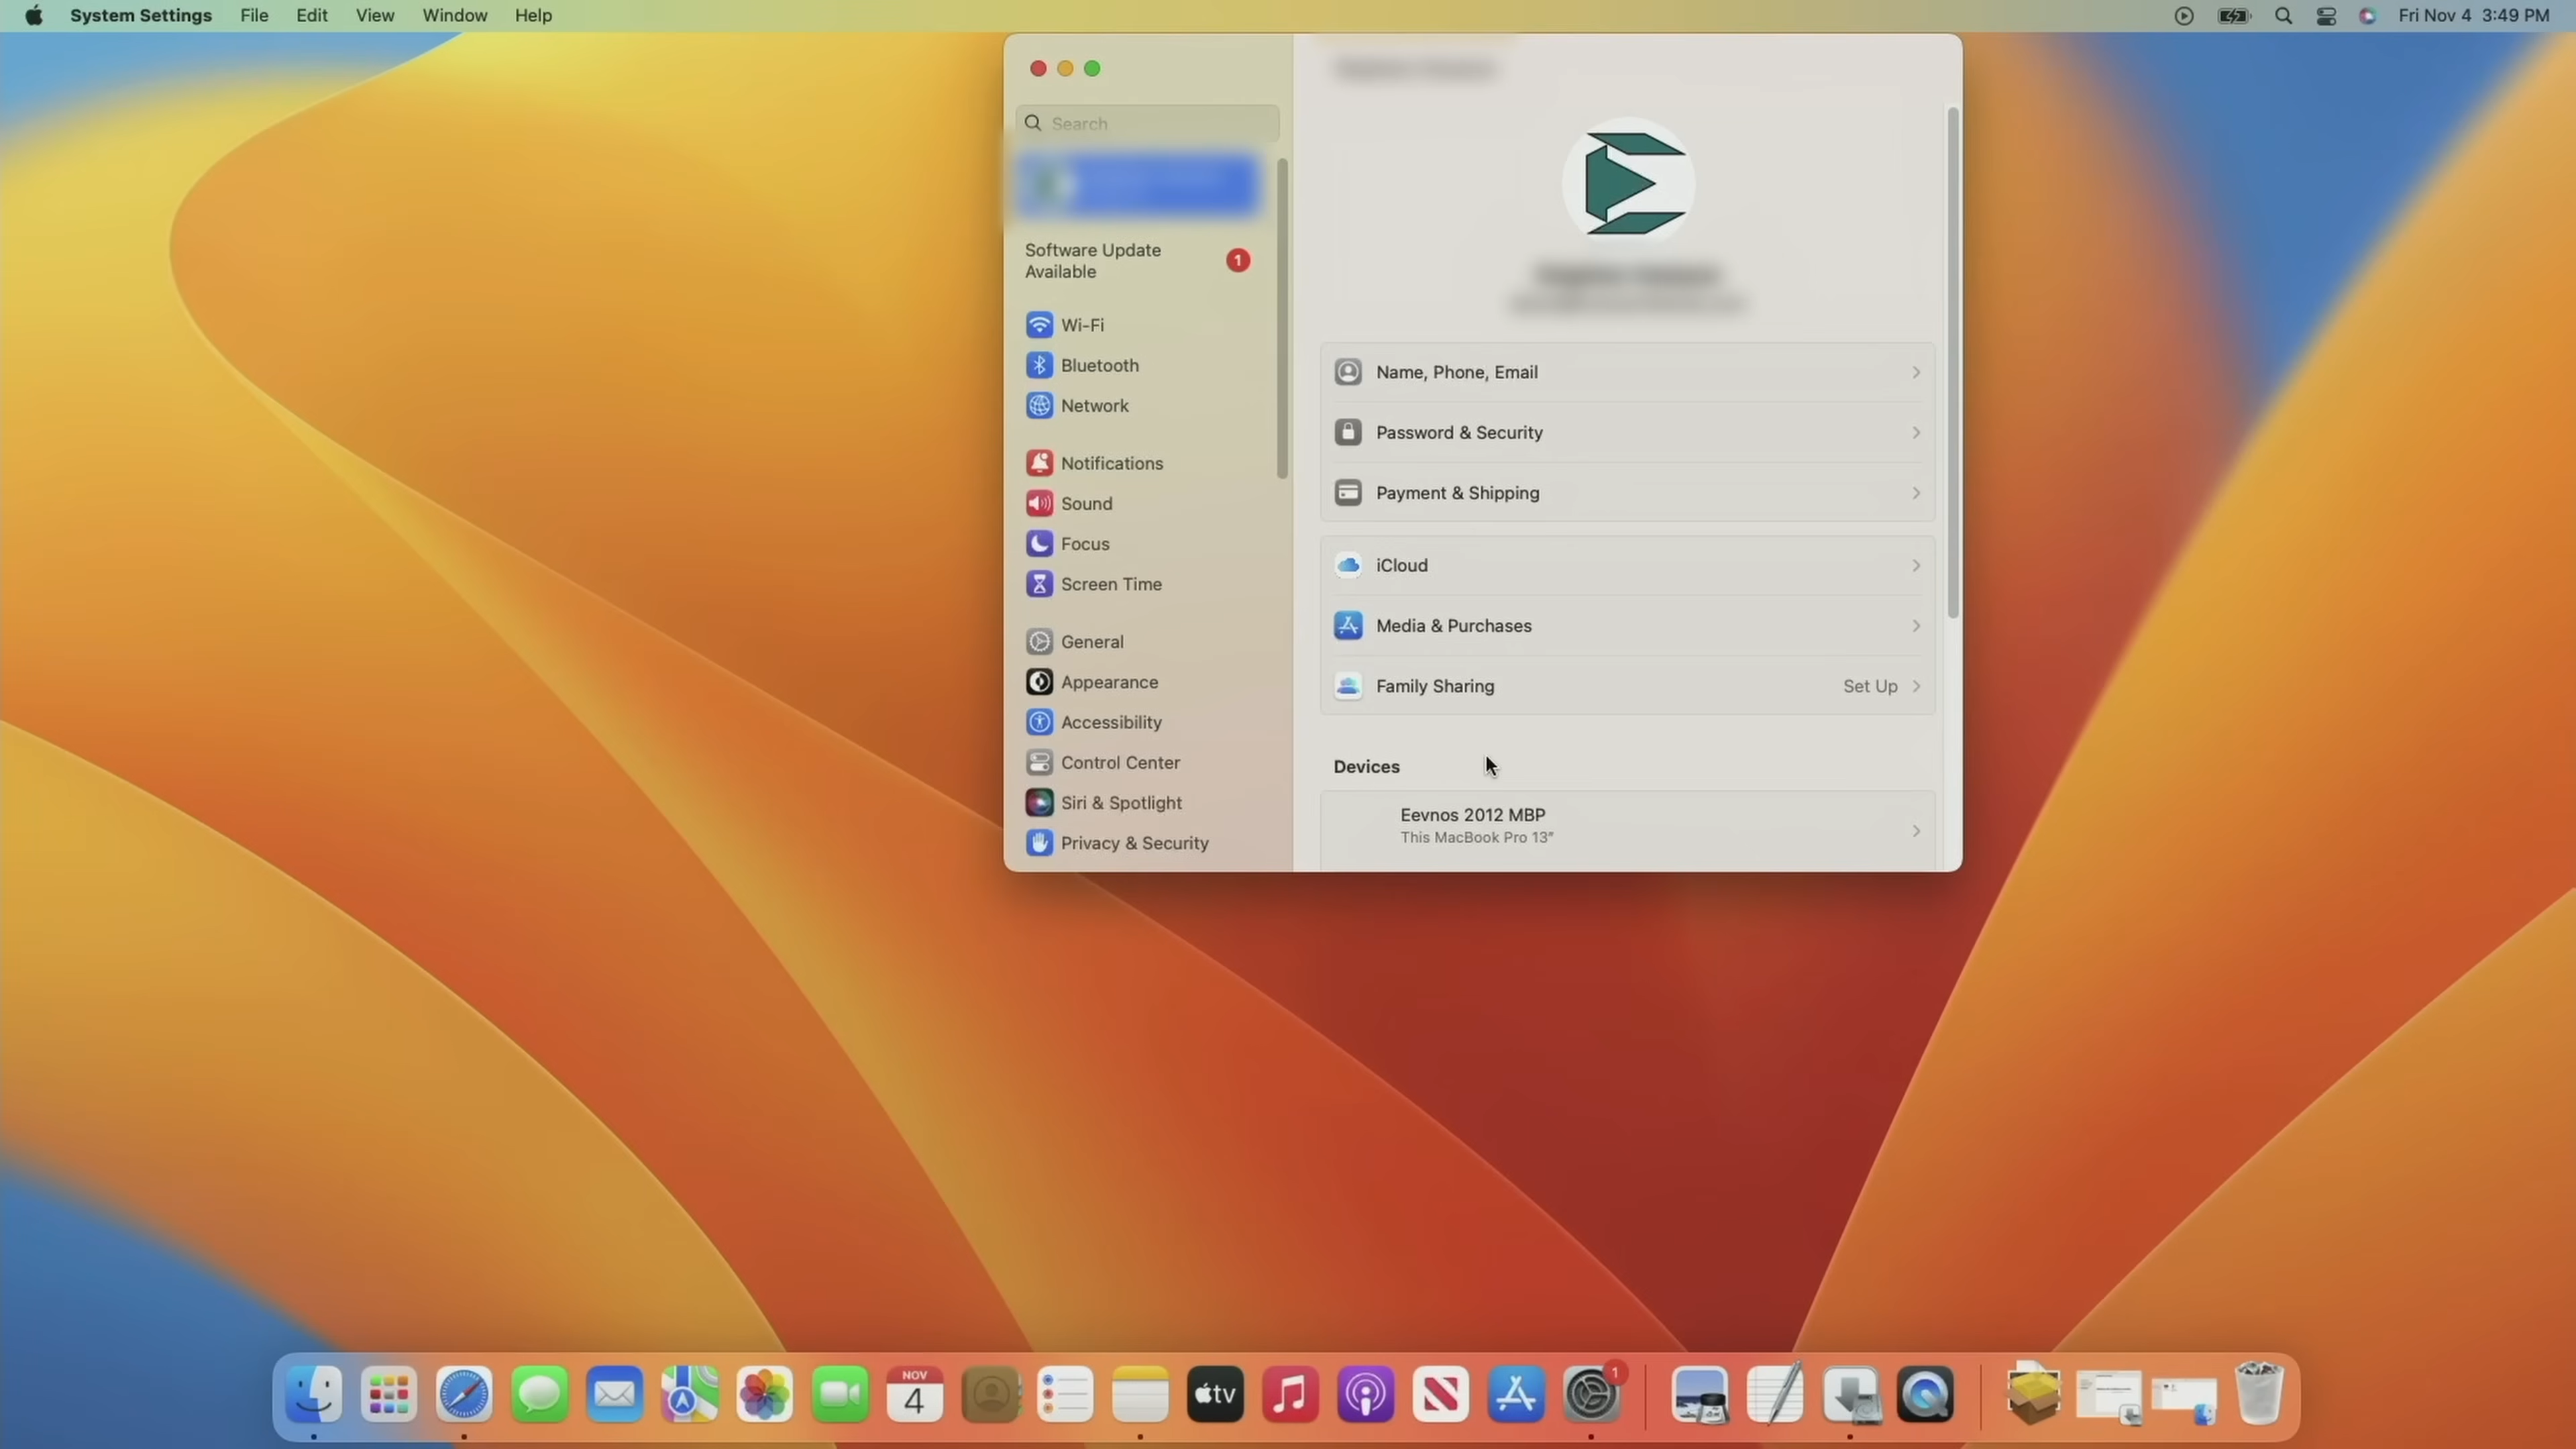 System Settings File Edit View Window Help Fri Nov 4 3:49 PM
Search
Software Update
Available
1
Wi-Fi
Bluetooth
Network
Notifications
Sound
Focus
Screen Time
General
Appearance
Accessibility
Control Center
Siri & Spotlight
Privacy & Security
Name, Phone, Email
Password & Security
Payment & Shipping
iCloud
Media & Purchases
Family Sharing Set Up
Devices
Eevnos 2012 MBP
This MacBook Pro 13"
NOV
4
tv
1